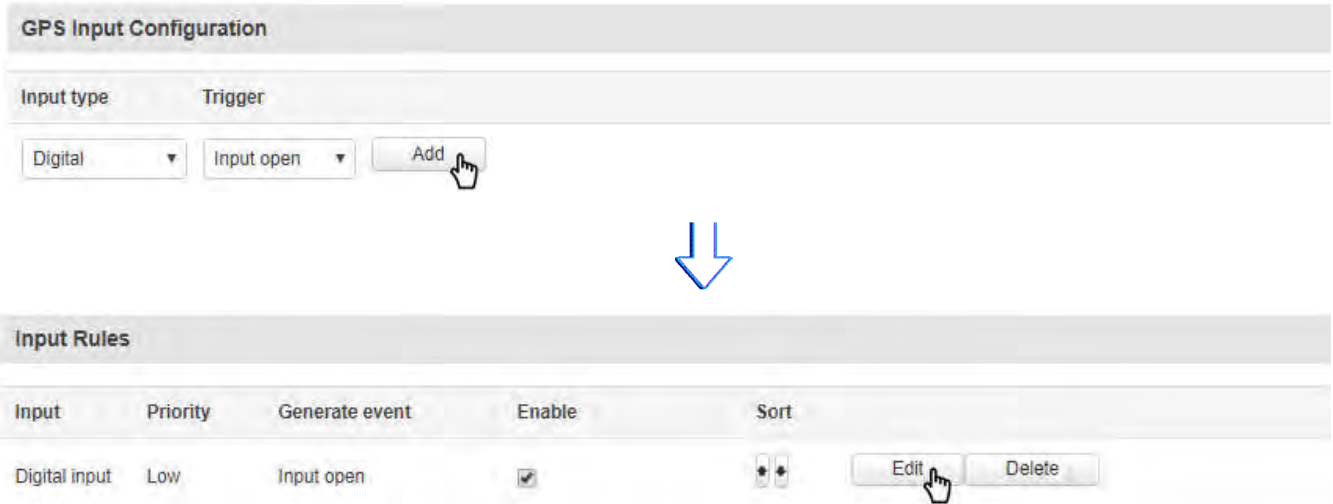 GPS Input Configuration
Input type Trigger
Digital Input open Add
Input Rules
Input Priority Generate event Enable Sort
Digital input Low Input open Edit Delete